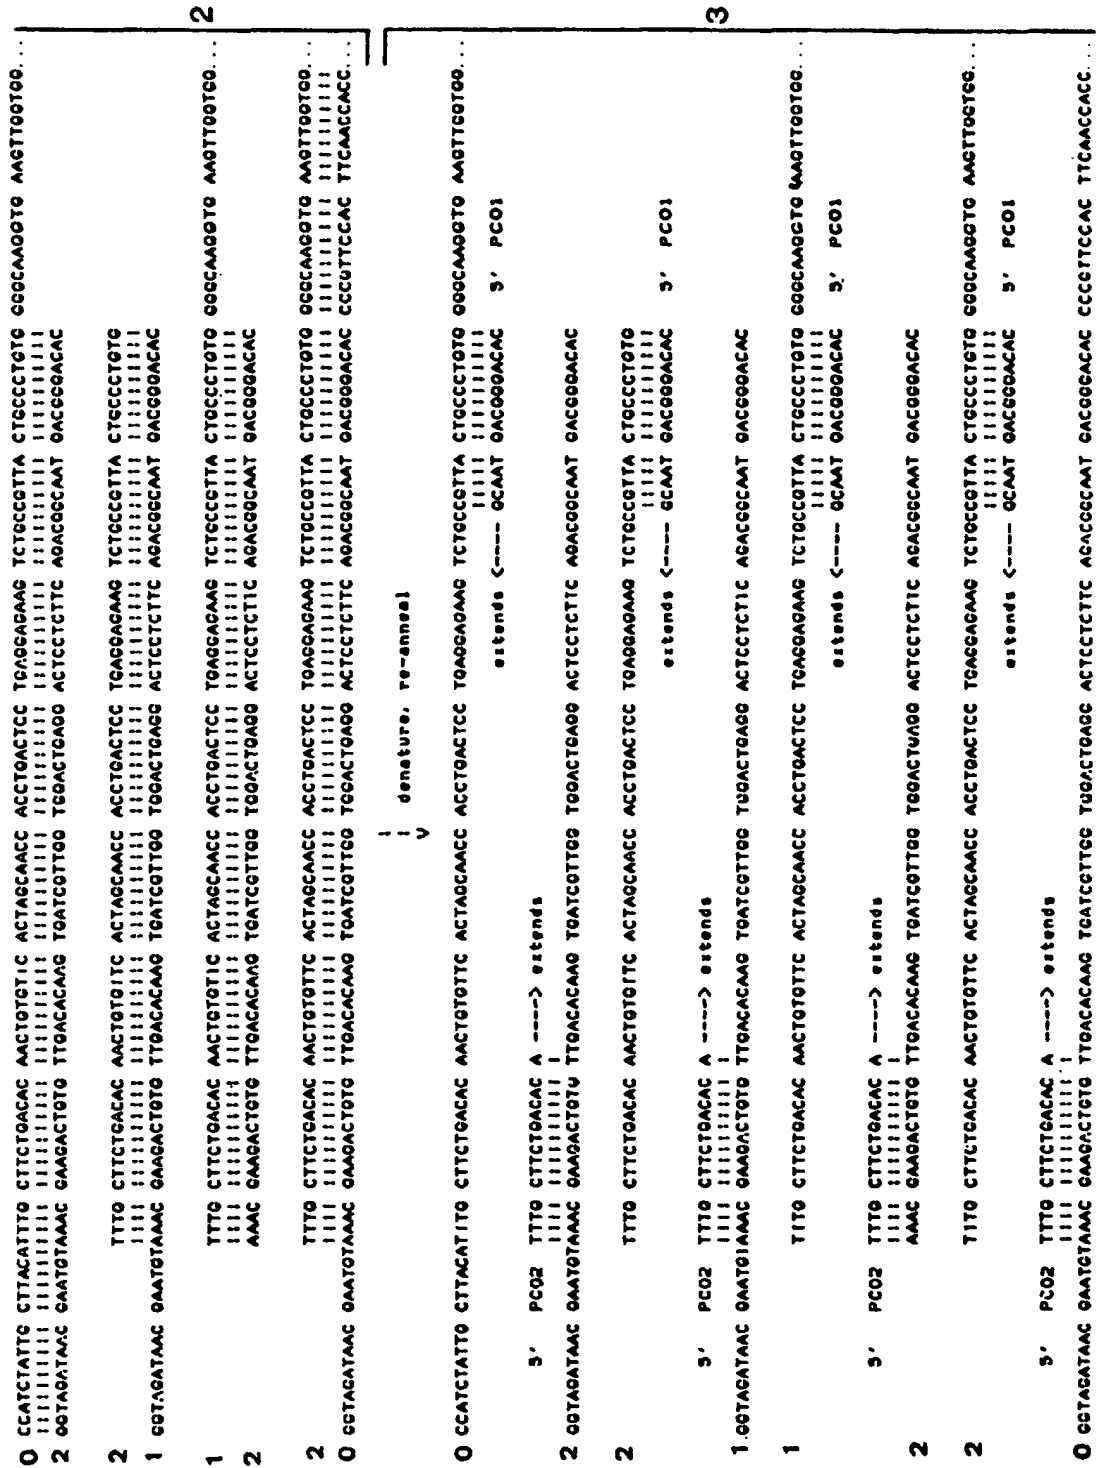 0 CCATCTATTG CTTACATTTG CTTCTGACAC AACTGTGTTC ACTAGCAACC ACCTGACTCC TGAGGAGAAG TCTGCCGTTA CTGCCCTGTG GGGCAAGGTG AAGTTGGTGG...
2 GGTAGATAAC GAATGTAAAC GAAGACTGTG TTGACACAAG TGATCGTTGG TGGACTGAGG ACTCCTCTTC AGACGGCAAT GACGGGACAC
2 TTTG CTTCTGACAC AACTGTGTTC ACTAGCAACC ACCTGACTCC TGAGGAGAAG TCTGCCGTTA CTGCCCTGTG
1 GGTAGATAAC GAATGTAAAC GAAGACTGTG TTGACACAAG TGATCGTTGG TGGACTGAGG ACTCCTCTTC AGACGGCAAT GACGGGACAC
2
1 TTTG CTTCTGACAC AACTGTGTTC ACTAGCAACC ACCTGACTCC TGAGGAGAAG TCTGCCGTTA CTGCCCTGTG GGGCAAGGTG AAGTTGGTGG...
2 AAAC GAAGACTGTG TTGACACAAG TGATCGTTGG TGGACTGAGG ACTCCTCTTC AGACGGCAAT GACGGGACAC
2 TTTG CTTCTGACAC AACTGTGTTC ACTAGCAACC ACCTGACTCC TGAGGAGAAG TCTGCCGTTA CTGCCCTGTG GGGCAAGGTG AAGTTGGTGG...
0 GGTAGATAAC GAATGTAAAC GAAGACTGTG TTGACACAAG TGATCGTTGG TGGACTGAGG ACTCCTCTTC AGACGGCAAT GACGGGACAC CCCGTTCCAC TTCAACCACC...
denature, re-anneal
0 CCATCTATTG CTTACATTTG CTTCTGACAC AACTGTGTTC ACTAGCAACC ACCTGACTCC TGAGGAGAAG TCTGCCGTTA CTGCCCTGTG GGGCAAGGTG AAGTTGGTGG...
extends <---- GCAAT GACGGGACAC 5' PCO1
5' PCO2 TTTG CTTCTGACAC A ----> extends
2 GGTAGATAAC GAATGTAAAC GAAGACTGTG TTGACACAAG TGATCGTTGG TGGACTGAGG ACTCCTCTTC AGACGGCAAT GACGGGACAC
2 TTTG CTTCTGACAC AACTGTGTTC ACTAGCAACC ACCTGACTCC TGAGGAGAAG TCTGCCGTTA CTGCCCTGTG
extends <---- GCAAT GACGGGACAC 5' PCO1
3
5' PCO2 TTTG CTTCTGACAC A ----> extends
1 GGTAGATAAC GAATGTAAAC GAAGACTGTG TTGACACAAG TGATCGTTGG TGGACTGAGG ACTCCTCTTC AGACGGCAAT GACGGGACAC
1 TTTG CTTCTGACAC AACTGTGTTC ACTAGCAACC ACCTGACTCC TGAGGAGAAG TCTGCCGTTA CTGCCCTGTG GGGCAAGGTG AAGTTGGTGG...
extends <---- GCAAT GACGGGACAC 5' PCO1
5' PCO2 TTTG CTTCTGACAC A ----> extends
2 AAAC GAAGACTGTG TTGACACAAG TGATCGTTGG TGGACTGAGG ACTCCTCTTC AGACGGCAAT GACGGGACAC
2 TTTG CTTCTGACAC AACTGTGTTC ACTAGCAACC ACCTGACTCC TGAGGAGAAG TCTGCCGTTA CTGCCCTGTG GGGCAAGGTG AAGTTGGTGG...
extends <---- GCAAT GACGGGACAC 5' PCO1
5' PCO2 TTTG CTTCTGACAC A ----> extends
0 GGTAGATAAC GAATGTAAAC GAAGACTGTG TTGACACAAG TGATCGTTGG TGGACTGAGG ACTCCTCTTC AGACGGCAAT GACGGGACAC CCCGTTCCAC TTCAACCACC...